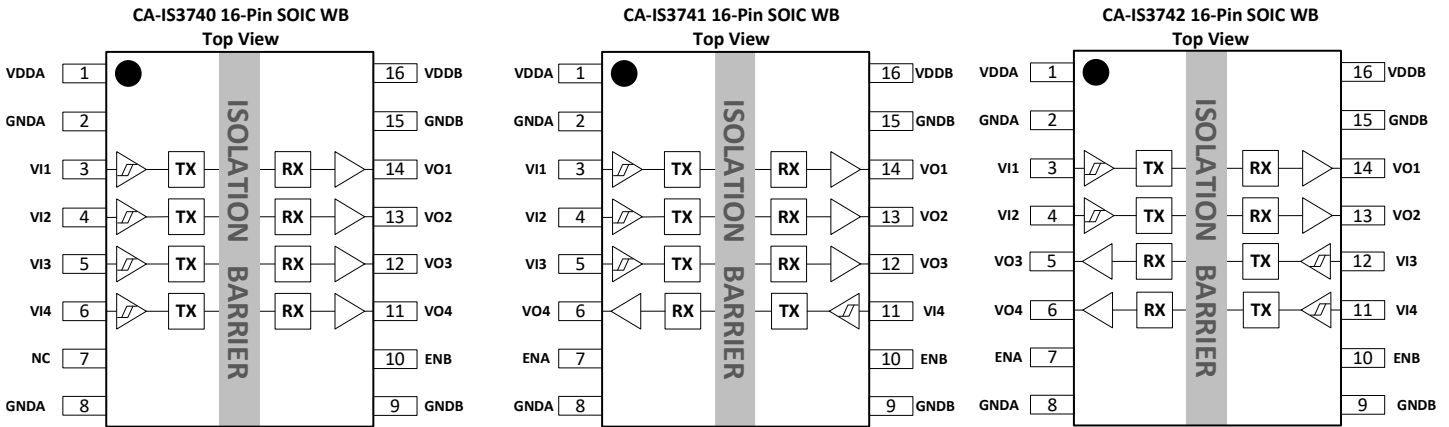 CA-IS3740 16-Pin SOIC WB
Top View
VDDA 1 16 VDDB
GNDA 2 15 GNDB
VI1 3 TX RX 14 VO1
VI2 4 TX RX 13 VO2
VI3 5 TX RX 12 VO3
VI4 6 TX RX 11 VO4
NC 7 10 ENB
GNDA 8 9 GNDB
ISOLATION BARRIER
CA-IS3741 16-Pin SOIC WB
Top View
VDDA 1 16 VDDB
GNDA 2 15 GNDB
VI1 3 TX RX 14 VO1
VI2 4 TX RX 13 VO2
VI3 5 TX RX 12 VO3
VO4 6 RX TX 11 VI4
ENA 7 10 ENB
GNDA 8 9 GNDB
ISOLATION BARRIER
CA-IS3742 16-Pin SOIC WB
Top View
VDDA 1 16 VDDB
GNDA 2 15 GNDB
VI1 3 TX RX 14 VO1
VI2 4 TX RX 13 VO2
VO3 5 RX TX 12 VI3
VO4 6 RX TX 11 VI4
ENA 7 10 ENB
GNDA 8 9 GNDB
ISOLATION BARRIER